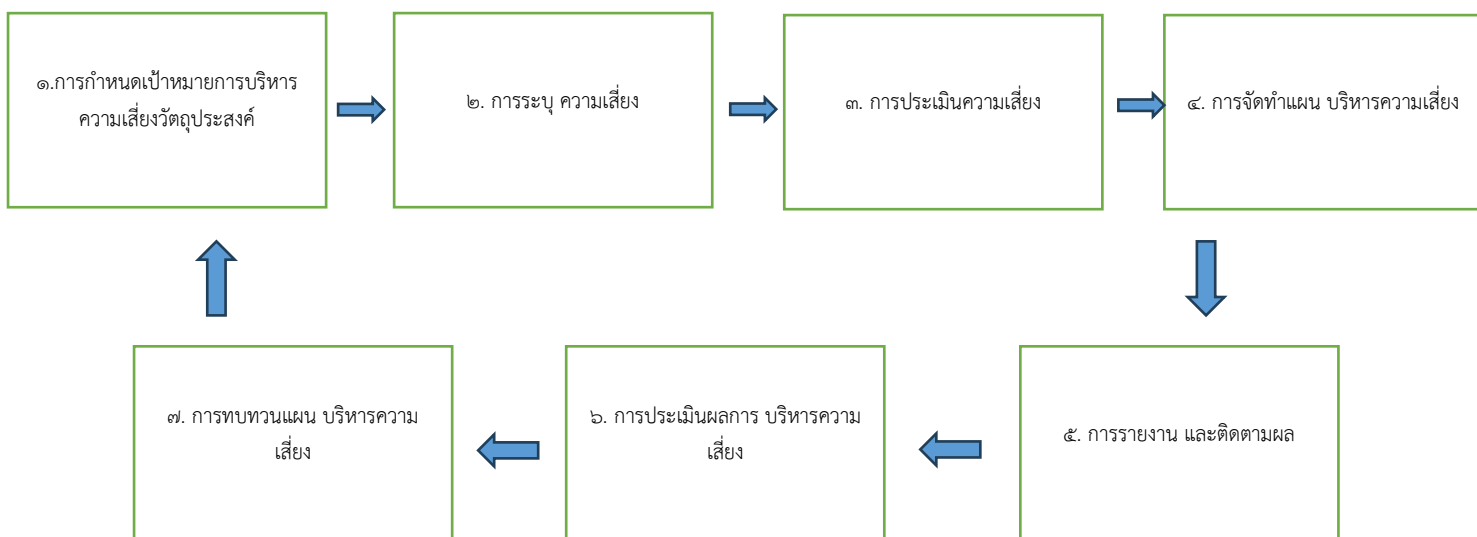 ๑.การกำหนดเป้าหมายการบริหาร
ความเสี่ยงวัตถุประสงค์
๒. การระบุ ความเสี่ยง
๓. การประเมินความเสี่ยง
๔. การจัดทำแผน บริหารความเสี่ยง
๕. การรายงาน และติดตามผล
๖. การประเมินผลการ บริหารความ
เสี่ยง
๗. การทบทวนแผน บริหารความ
เสี่ยง